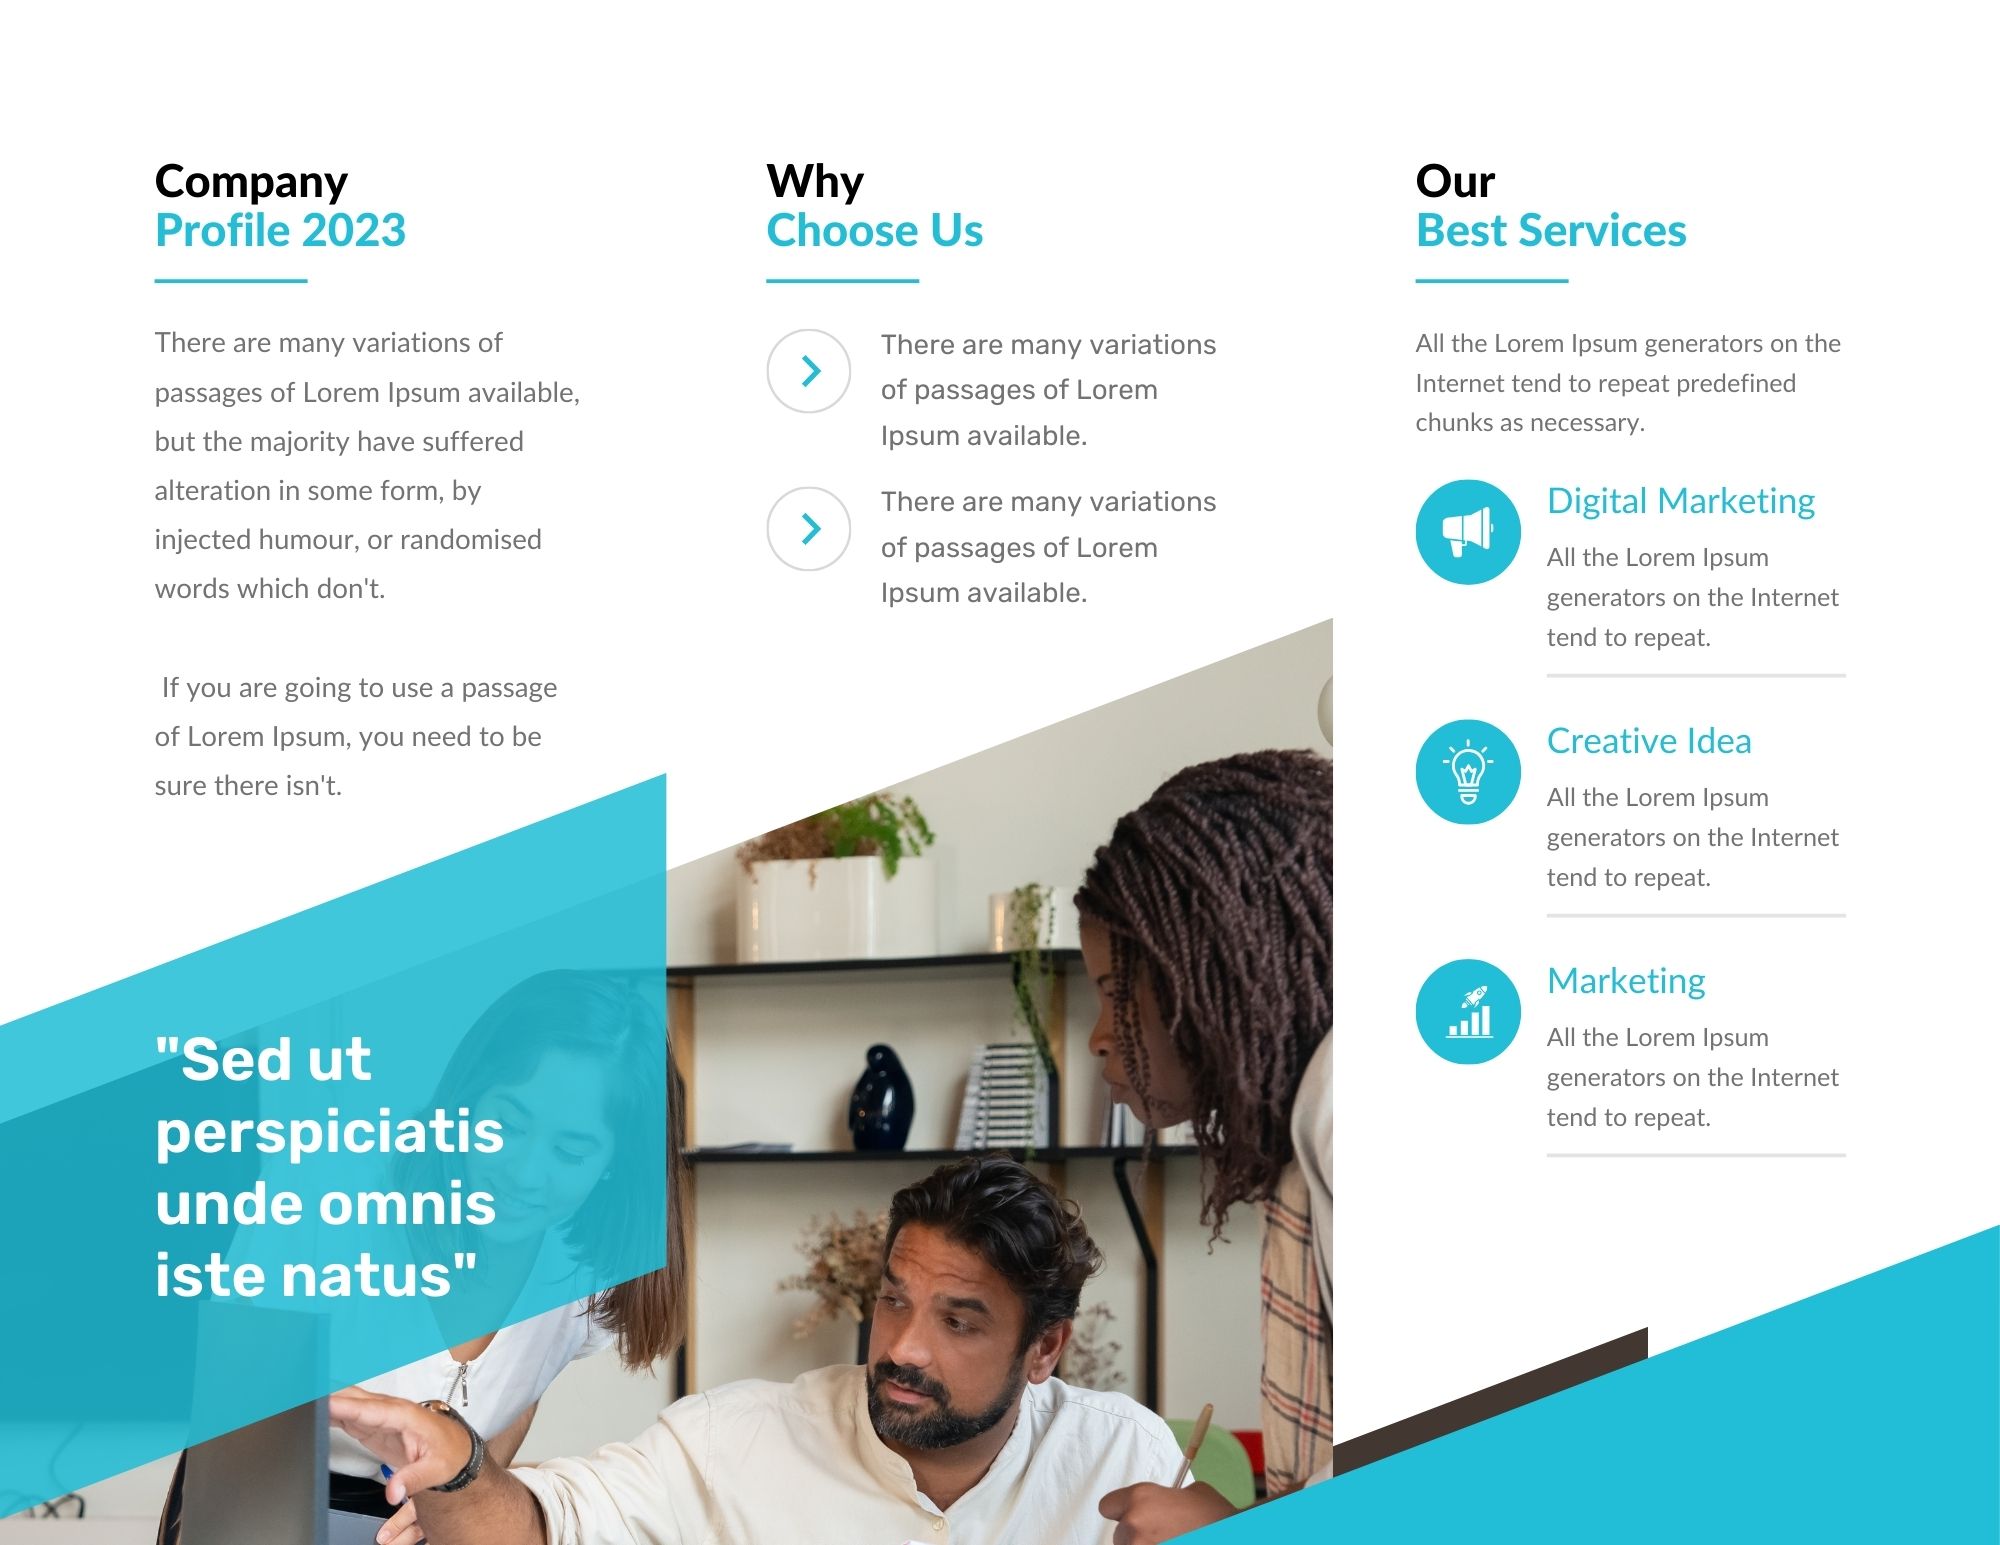 Company
Profile 2023
There are many variations of
passages of Lorem Ipsum available,
but the majority have suffered
alteration in some form, by
injected humour, or randomised
words which don't.
If you are going to use a passage
of Lorem Ipsum, you need to be
sure there isn't.
"Sed ut
perspiciatis
unde omnis
iste natus"
Why
Choose Us
There are many variations
of passages of Lorem
Ipsum available.
There are many variations
of passages of Lorem
Ipsum available.
Our
Best Services
All the Lorem Ipsum generators on the
Internet tend to repeat predefined
chunks as necessary.
Digital Marketing
All the Lorem Ipsum
generators on the Internet
tend to repeat.
Creative Idea
All the Lorem Ipsum
generators on the Internet
tend to repeat.
Marketing
All the Lorem Ipsum
generators on the Internet
tend to repeat.